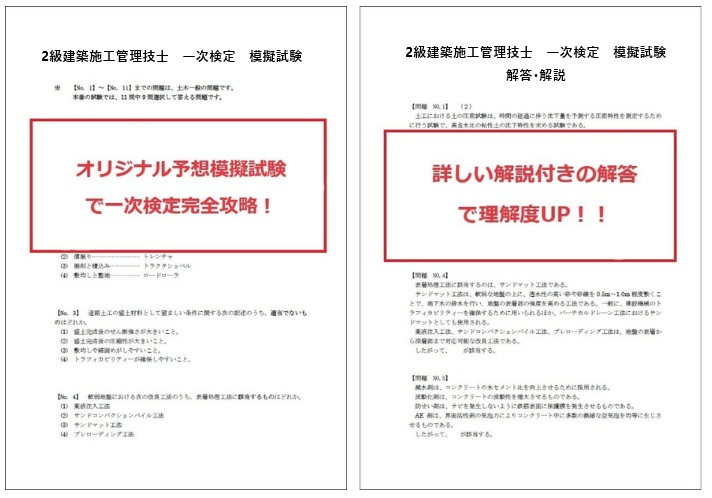 2級建築施工管理技士　一次検定　模擬試験
※　【No. 1】～【No. 11】までの問題は、土木一般の問題です。
本番の試験では、11問中9問選択して答える問題です。
オリジナル予想模擬試験
で一次検定完全攻略！
(2)　溝掘り………………… トレンチャ
(3)　掘削と積込み………… トラクタショベル
(4)　敷均しと整地………… ロードローラ
【No. 3】　道路土工の盛土材料として望ましい条件に関する次の記述のうち、適当でないも
のはどれか。
(1)　盛土完成後のせん断強さが大きいこと。
(2)　盛土完成後の圧縮性が大きいこと。
(3)　敷均しや締固めがしやすいこと。
(4)　トラフィカビリティーが確保しやすいこと。
【No. 4】　軟弱地盤における次の改良工法のうち、表層処理工法に該当するものはどれか。
(1)　薬液注入工法
(2)　サンドコンパクションパイル工法
(3)　サンドマット工法
(4)　プレローディング工法
2級建築施工管理技士　一次検定　模擬試験
解答・解説
【問題　NO.1】　(2)
土工における土の圧密試験は、時間の経過に伴う沈下量を予測する圧密特性を測定するため
に行う試験で、高含水比の粘性土の沈下特性を求める試験である。
詳しい解説付きの解答
で理解度UP！！
【問題　NO.4】
表層処理工法に該当するのは、サンドマット工法である。
サンドマット工法は、軟弱な地盤の上に、透水性の高い砂や砂礫を0.5m～1.0m程度敷くこ
とで、地下水の排水を行い、地盤の表層部の強度を高める工法である。一般に、建設機械のト
ラフィカビリティーを確保するために用いられるほか、バーチカルドレーン工法におけるサン
ドマットとしても使用される。
薬液注入工法、サンドコンパクションパイル工法、プレローディング工法は、地盤の表層か
ら深層部まで対応可能な改良工法である。
したがって、　が該当する。
【問題　NO.5】
減水剤は、コンクリートの水セメント比を向上させるために採用される。
流動化剤は、コンクリートの流動性を増大させるものである。
防せい剤は、サビを発生しないように鉄筋表面に保護膜を発生させるものである。
AE 剤は、界面活性剤の気泡力によりコンクリート中に多数の微細な空気泡を均等に生じさ
せるものである。
したがって、　が該当する。